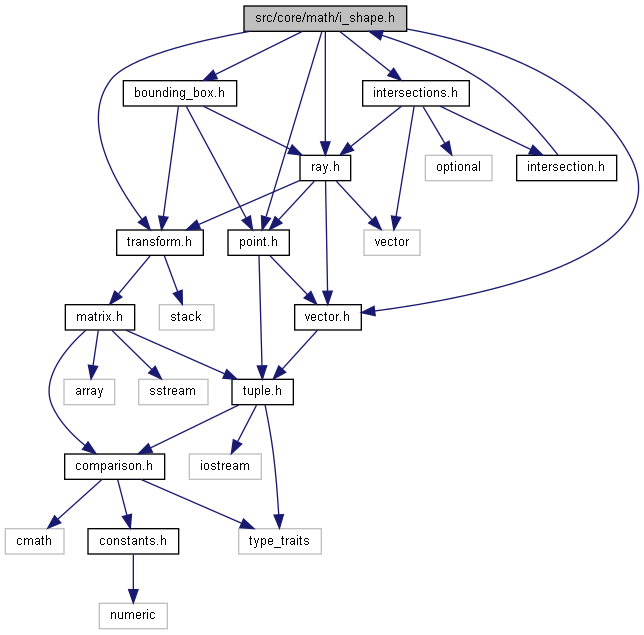 src/core/math/i_shape.h
bounding_box.h
intersections.h
ray.h
optional
intersection.h
transform.h
point.h
vector
matrix.h
stack
vector.h
array
sstream
tuple.h
comparison.h
iostream
cmath
constants.h
type_traits
numeric